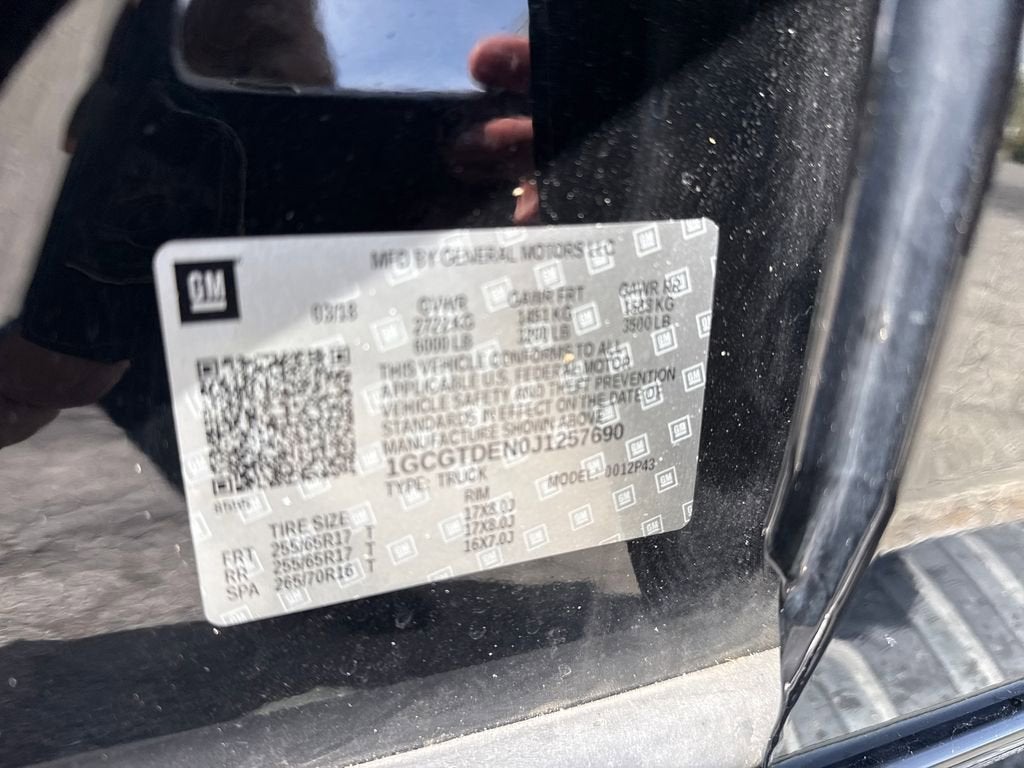 GM
MFD BY GENERAL MOTORS LLC
03/18
GVWR GAWR FRT GAWR RR
2722 KG 1451 KG 1588 KG
6000 LB 3200 LB 3500 LB
THIS VEHICLE CONFORMS TO ALL
APPLICABLE U.S. FEDERAL MOTOR
VEHICLE SAFETY AND THEFT PREVENTION
STANDARDS IN EFFECT ON THE DATE OF
MANUFACTURE SHOWN ABOVE
1GCGTDEN0J1257690
TYPE: TRUCK MODEL: 0012P43
TIRE SIZE RIM
FRT 255/65R17 T 17X8.0J
RR 255/65R17 T 17X8.0J
SPA 265/70R16 T 16X7.0J